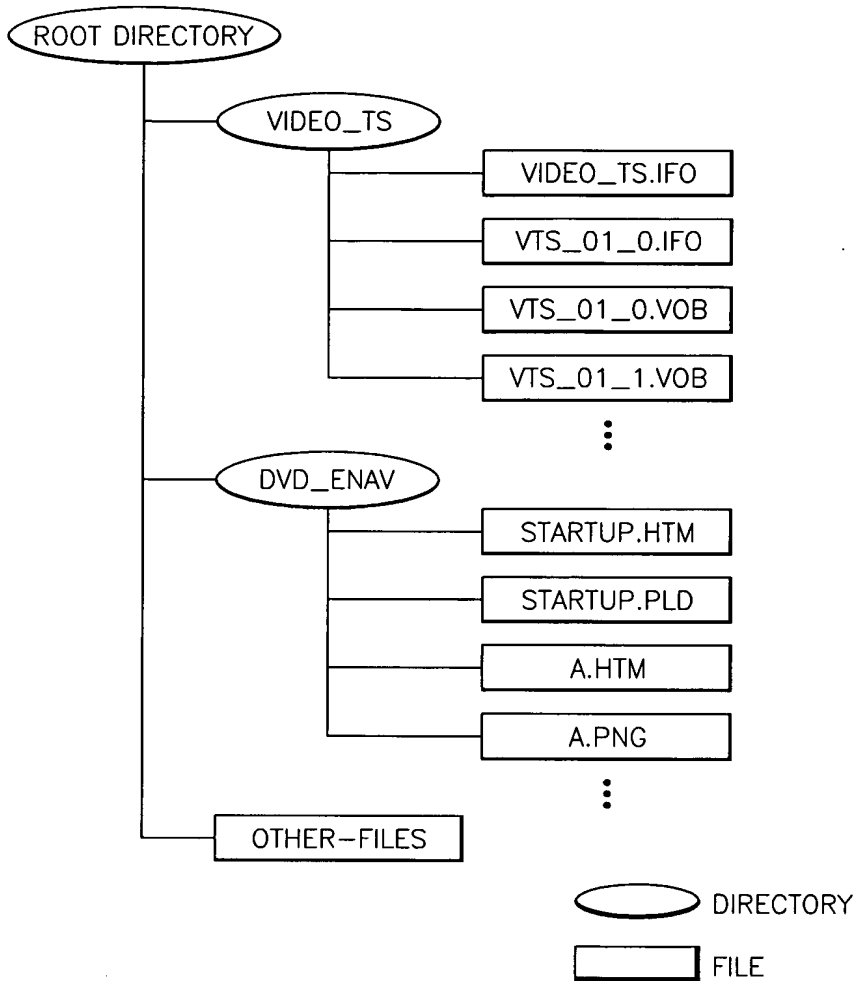 ROOT DIRECTORY
VIDEO_TS
VIDEO_TS.IFO
VTS_01_0.IFO
VTS_01_0.VOB
VTS_01_1.VOB
DVD_ENAV
STARTUP.HTM
STARTUP.PLD
A.HTM
A.PNG
OTHER-FILES
DIRECTORY
FILE